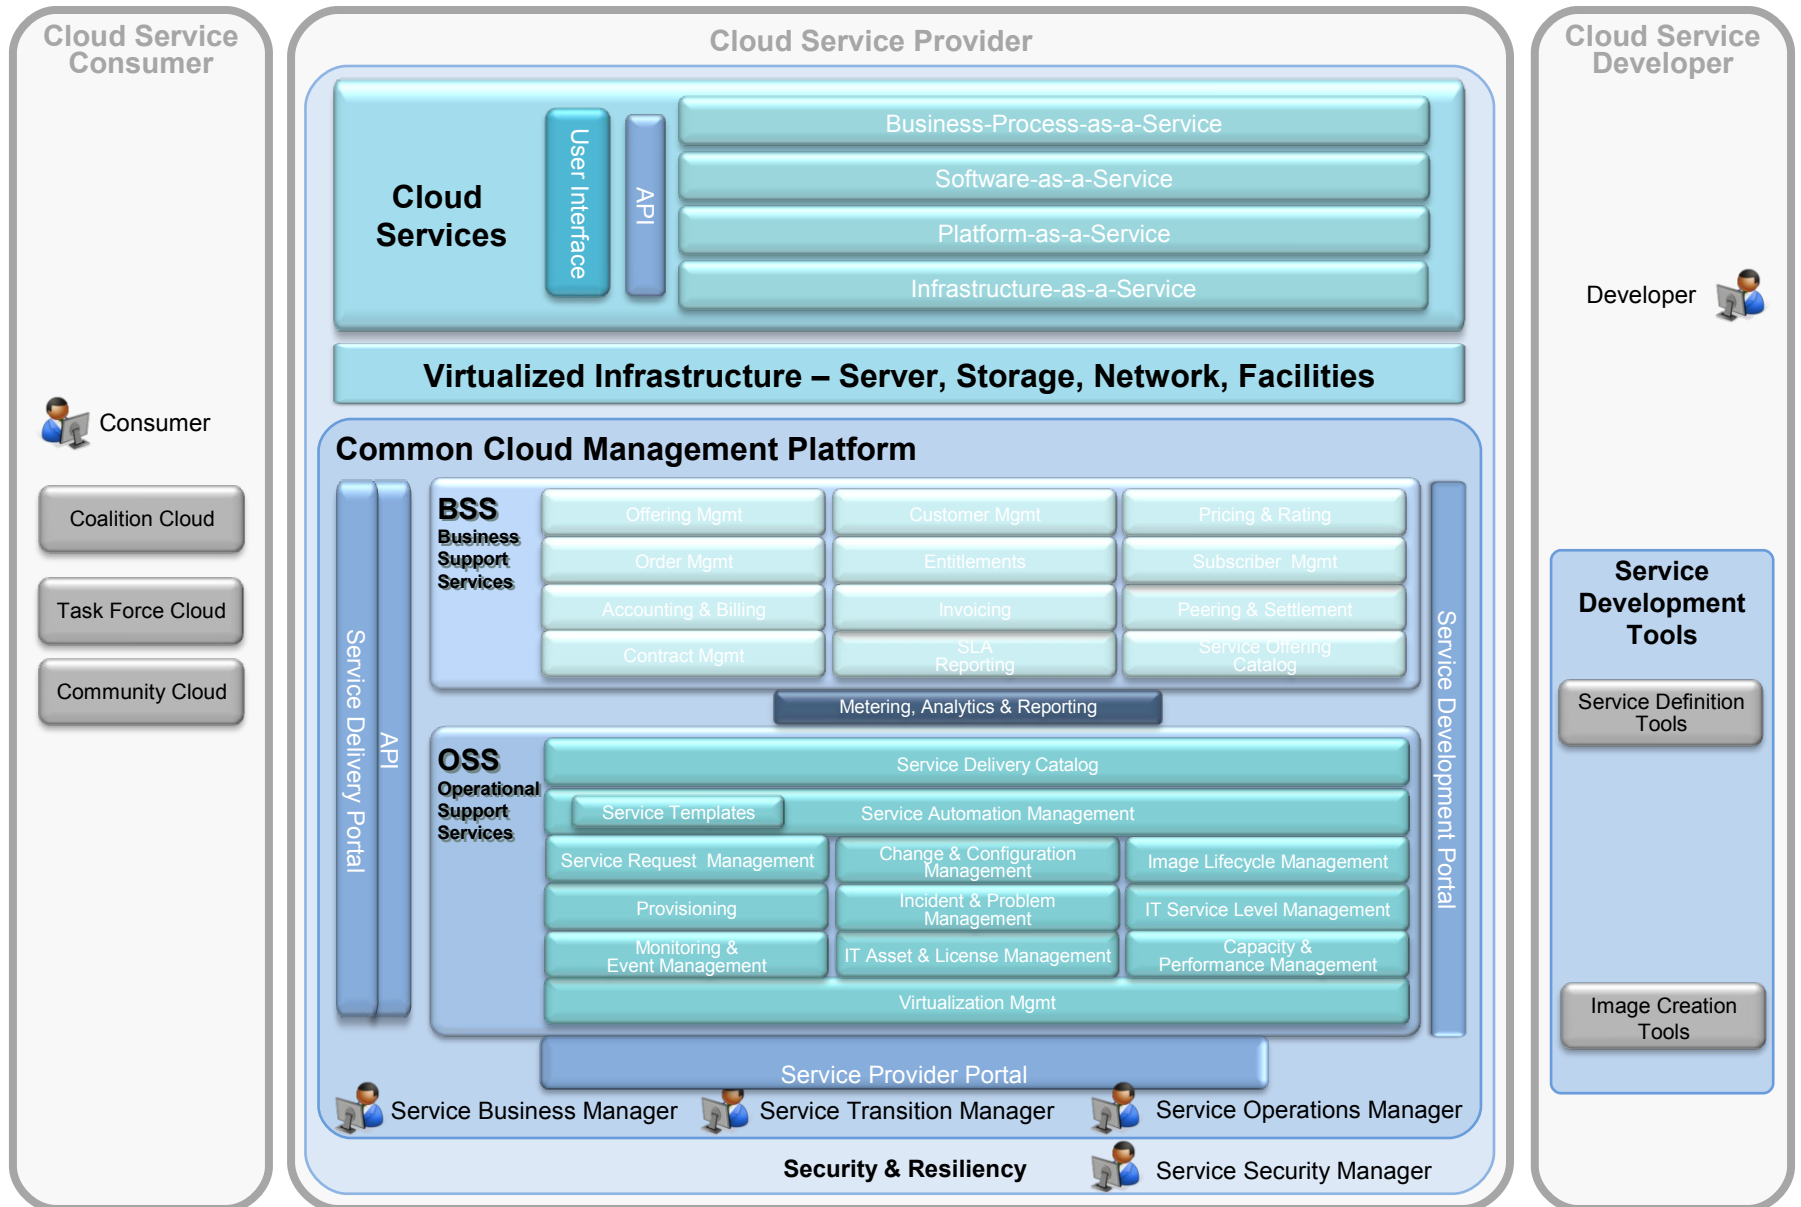 Cloud Service
Consumer
Consumer
Coalition Cloud
Task Force Cloud
Community Cloud
Cloud Service Provider
Cloud
Services
User Interface
API
Business-Process-as-a-Service
Software-as-a-Service
Platform-as-a-Service
Infrastructure-as-a-Service
Virtualized Infrastructure – Server, Storage, Network, Facilities
Common Cloud Management Platform
Service Delivery Portal
API
BSS
Business
Support
Services
Offering Mgmt
Customer Mgmt
Pricing & Rating
Order Mgmt
Entitlements
Subscriber Mgmt
Accounting & Billing
Invoicing
Peering & Settlement
Contract Mgmt
SLA
Reporting
Service Offering
Catalog
Metering, Analytics & Reporting
OSS
Operational
Support
Services
Service Delivery Catalog
Service Templates
Service Automation Management
Service Request Management
Change & Configuration
Management
Image Lifecycle Management
Provisioning
Incident & Problem
Management
IT Service Level Management
Monitoring &
Event Management
IT Asset & License Management
Capacity &
Performance Management
Virtualization Mgmt
Service Development Portal
Service Provider Portal
Service Business Manager
Service Transition Manager
Service Operations Manager
Security & Resiliency
Service Security Manager
Cloud Service
Developer
Developer
Service
Development
Tools
Service Definition
Tools
Image Creation
Tools